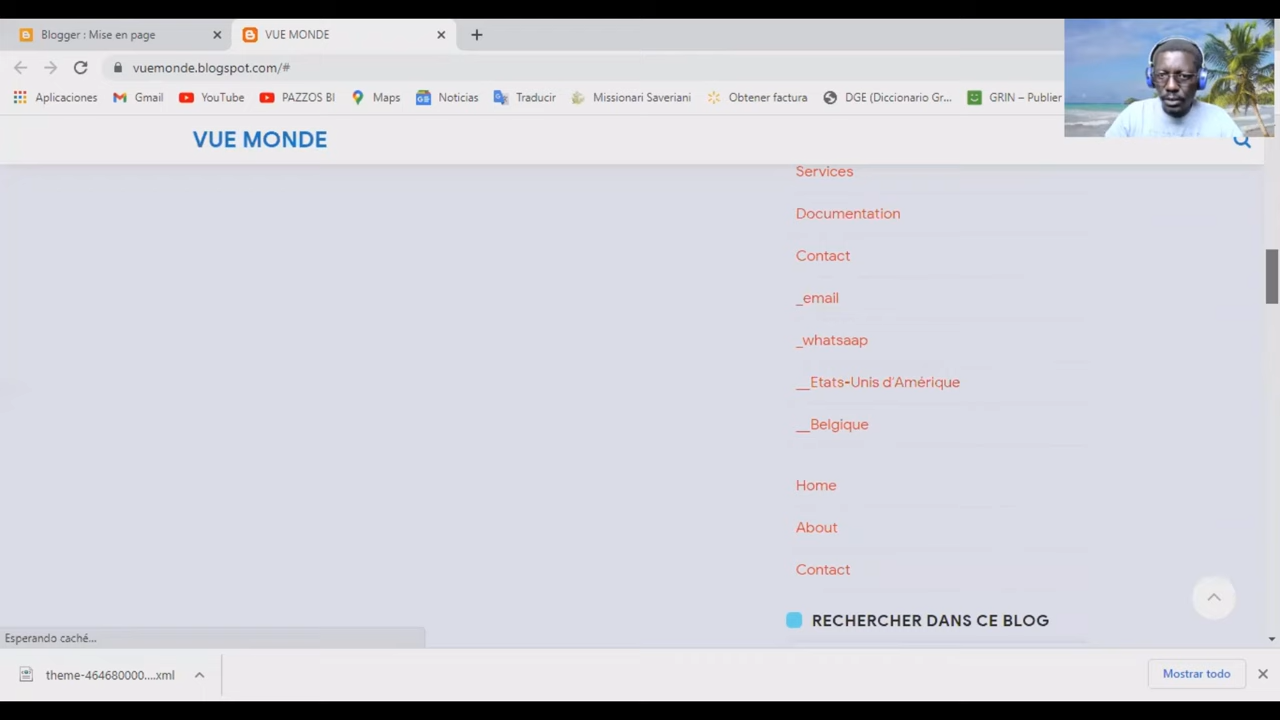 Blogger : Mise en page
VUE MONDE
vuemonde.blogspot.com/#
Aplicaciones
Gmail
YouTube
PAZZOS BI
Maps
Noticias
Traducir
Missionari Saveriani
Obtener factura
DGE (Diccionario Gr...
GRIN – Publier
VUE MONDE
Services
Documentation
Contact
_email
_whatsaap
__Etats-Unis d'Amérique
__Belgique
Home
About
Contact
RECHERCHER DANS CE BLOG
Esperando caché...
theme-464680000....xml
Mostrar todo